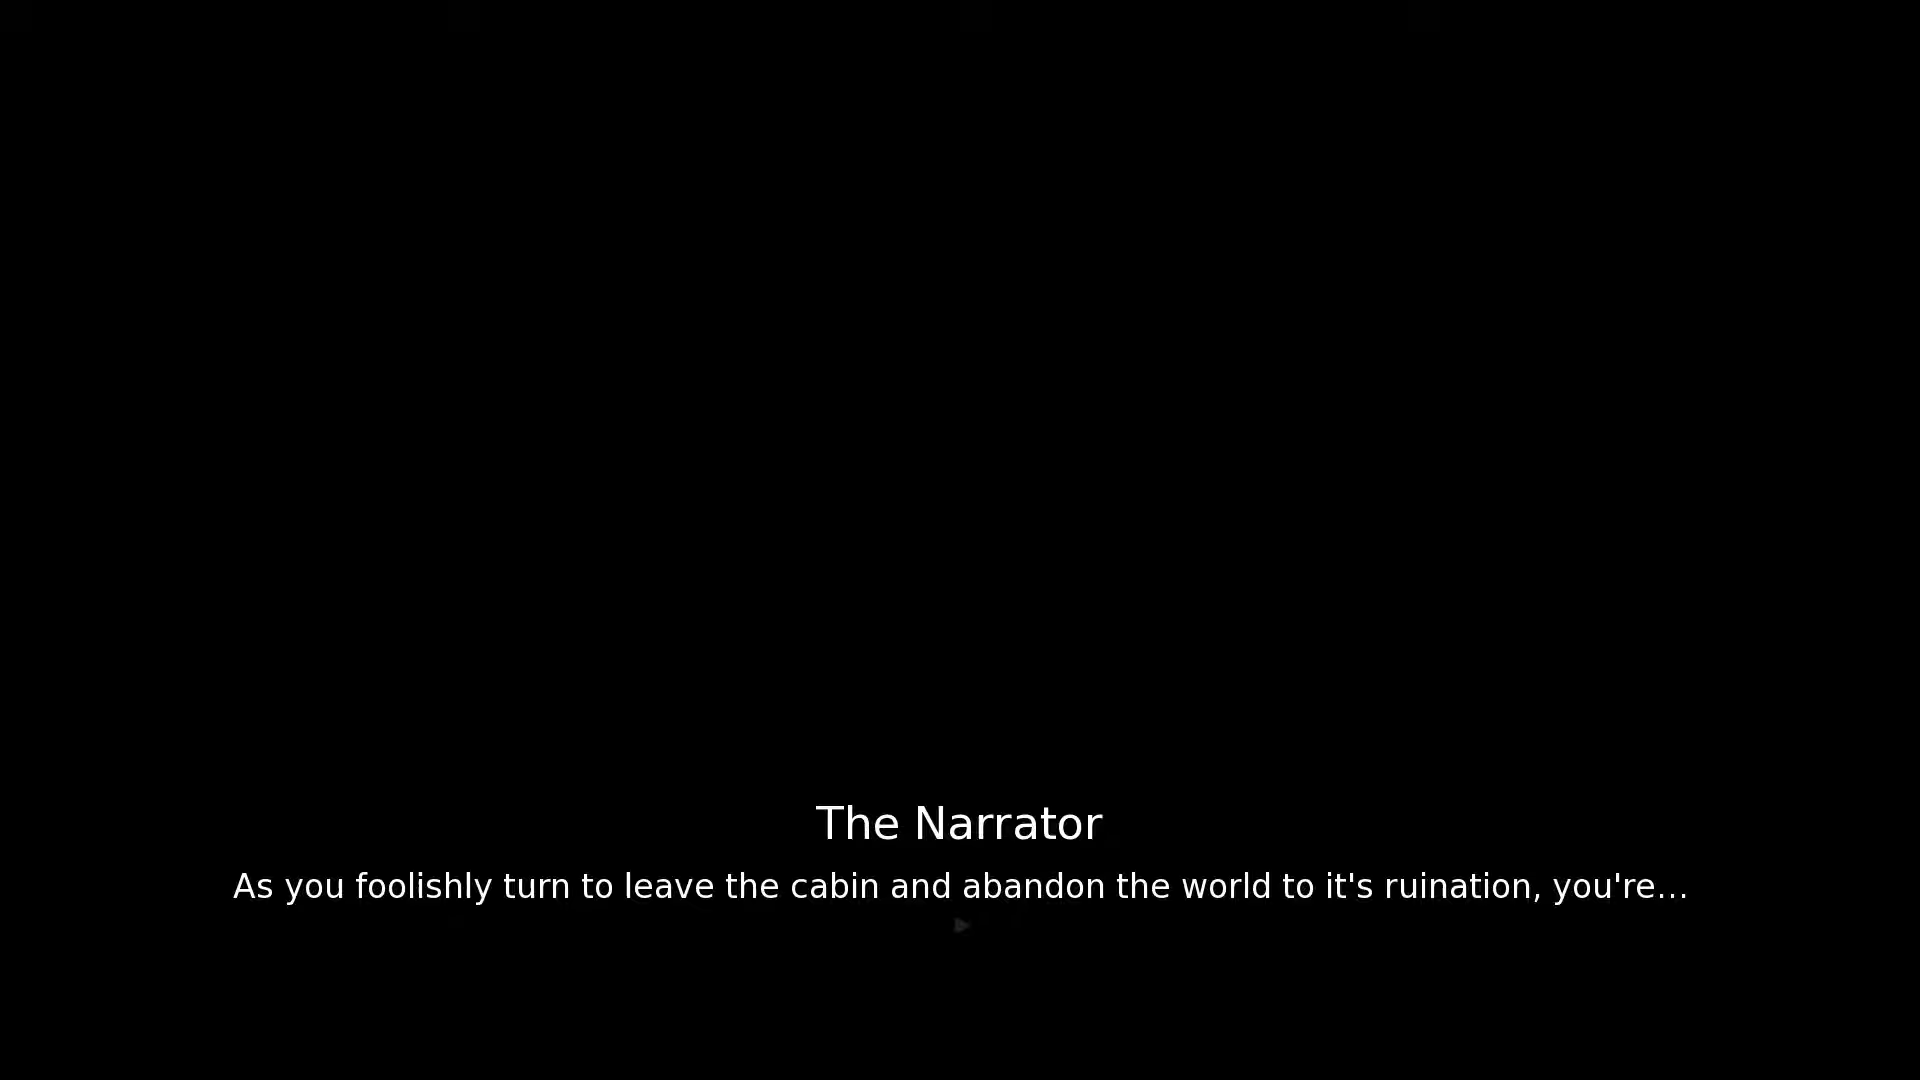 The Narrator
As you foolishly turn to leave the cabin and abandon the world to it's ruination, you're...